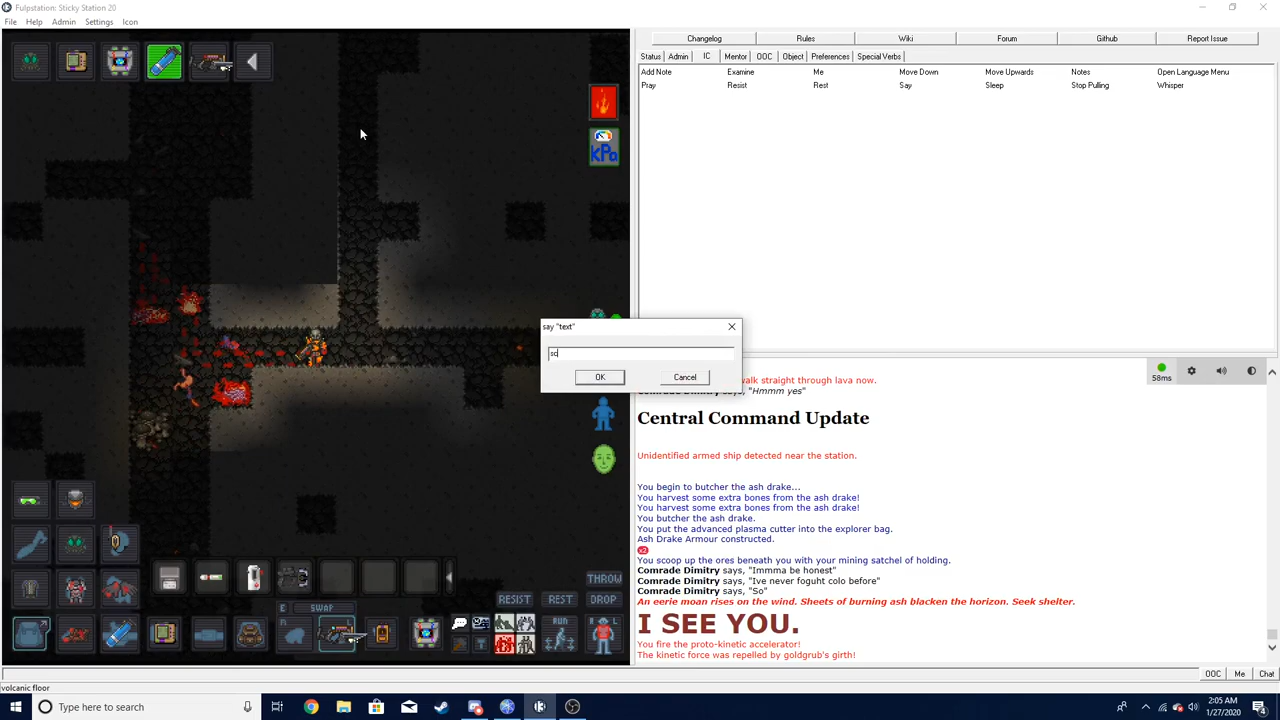 Fulpstation: Sticky Station 20
File Help Admin Settings Icon
Changelog Rules Wiki Forum Github Report Issue
Status Admin IC Mentor OOC Object Preferences Special Verbs
Add Note Examine Me Move Down Move Upwards Notes Open Language Menu
Pray Resist Rest Say Sleep Stop Pulling Whisper
kPa
say "text"
sc
OK Cancel
58ms
walk straight through lava now.
Comrade Dimitry says, "Hmmm yes"
Central Command Update
Unidentified armed ship detected near the station.
You begin to butcher the ash drake...
You harvest some extra bones from the ash drake!
You harvest some extra bones from the ash drake!
You butcher the ash drake.
You put the advanced plasma cutter into the explorer bag.
Ash Drake Armour constructed.
x2
You scoop up the ores beneath you with your mining satchel of holding.
Comrade Dimitry says, "Immma be honest"
Comrade Dimitry says, "Ive never foguht colo before"
Comrade Dimitry says, "So"
An eerie moan rises on the wind. Sheets of burning ash blacken the horizon. Seek shelter.
I SEE YOU.
You fire the proto-kinetic accelerator!
The kinetic force was repelled by goldgrub's girth!
THROW
RESIST REST DROP
E SWAP
RUN
R L
OOC Me Chat
volcanic floor
Type here to search
2:05 AM
1/27/2020